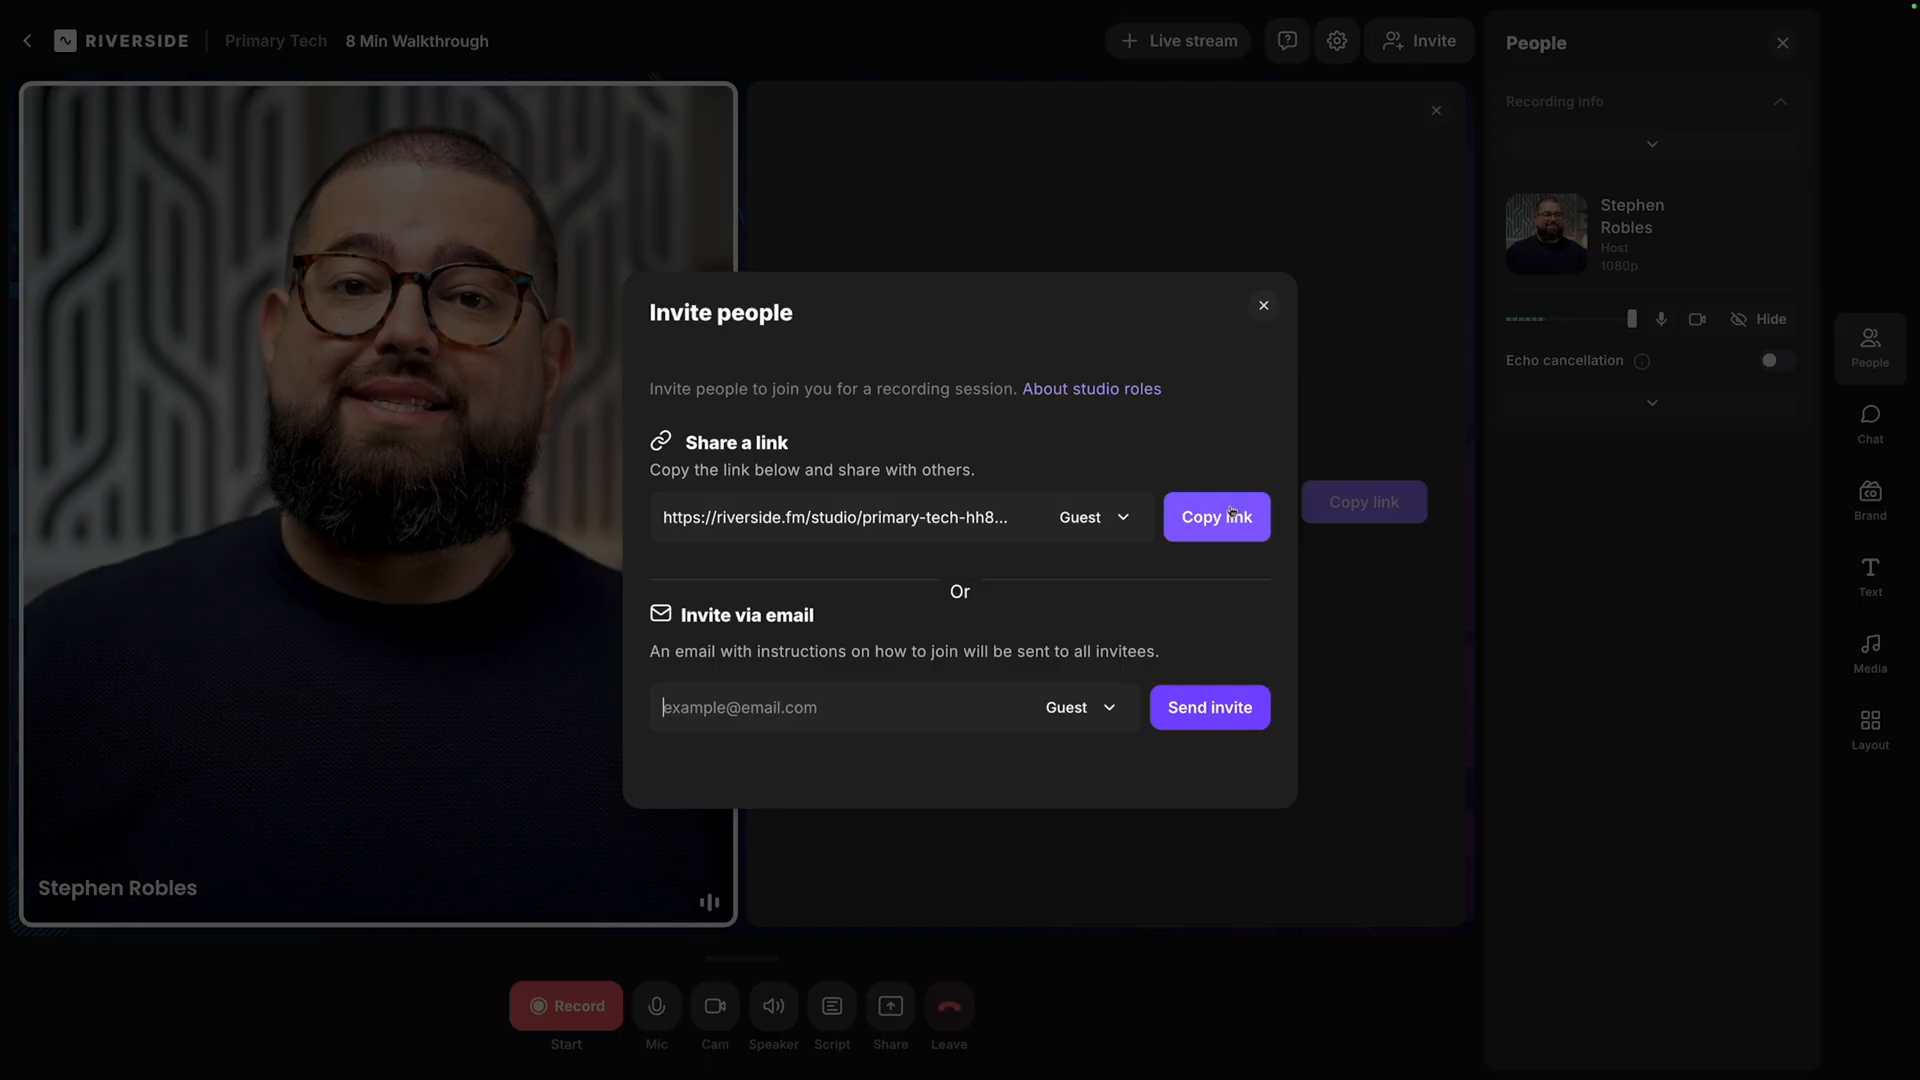 RIVERSIDE
Primary Tech
8 Min Walkthrough
Live stream
Invite
People
Recording info
Stephen
Robles
Host
1080p
Hide
Echo cancellation
People
Chat
Brand
Text
Media
Layout
Invite people
Invite people to join you for a recording session. About studio roles
Share a link
Copy the link below and share with others.
https://riverside.fm/studio/primary-tech-hh8...
Guest
Copy link
Copy link
Or
Invite via email
An email with instructions on how to join will be sent to all invitees.
example@email.com
Guest
Send invite
Stephen Robles
Record
Start
Mic
Cam
Speaker
Script
Share
Leave